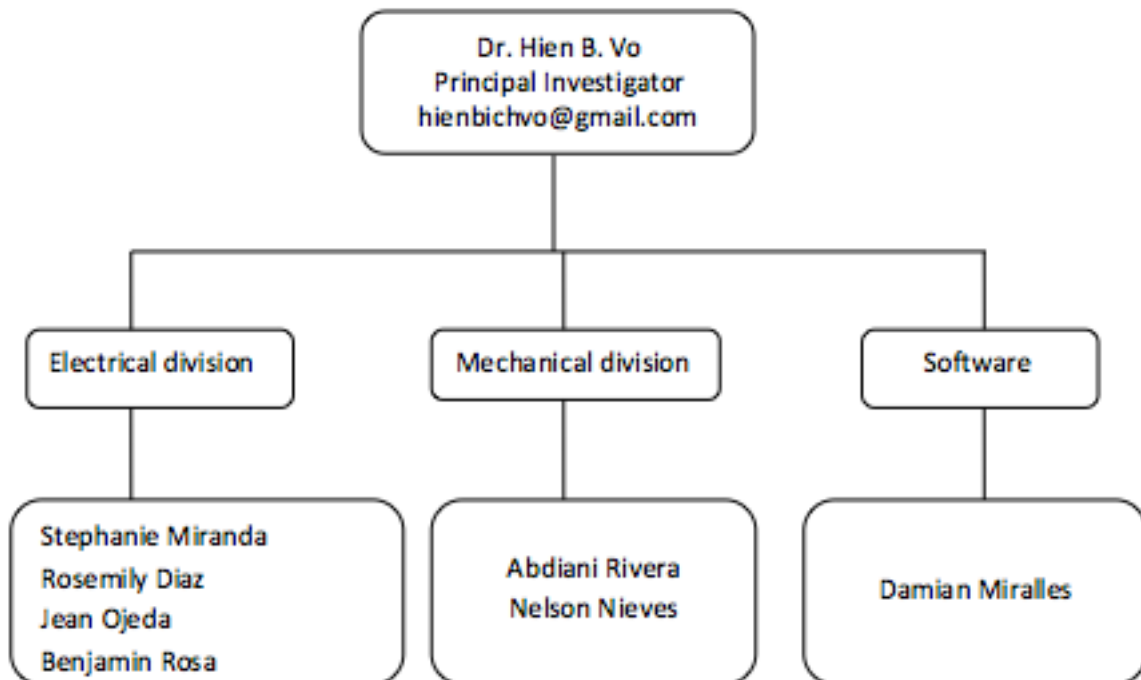 Dr. Hien B. Vo
Principal Investigator
hienbichvo@gmail.com
Electrical division
Mechanical division
Software
Stephanie Miranda
Rosemily Diaz
Jean Ojeda
Benjamin Rosa
Abdiani Rivera
Nelson Nieves
Damian Miralles